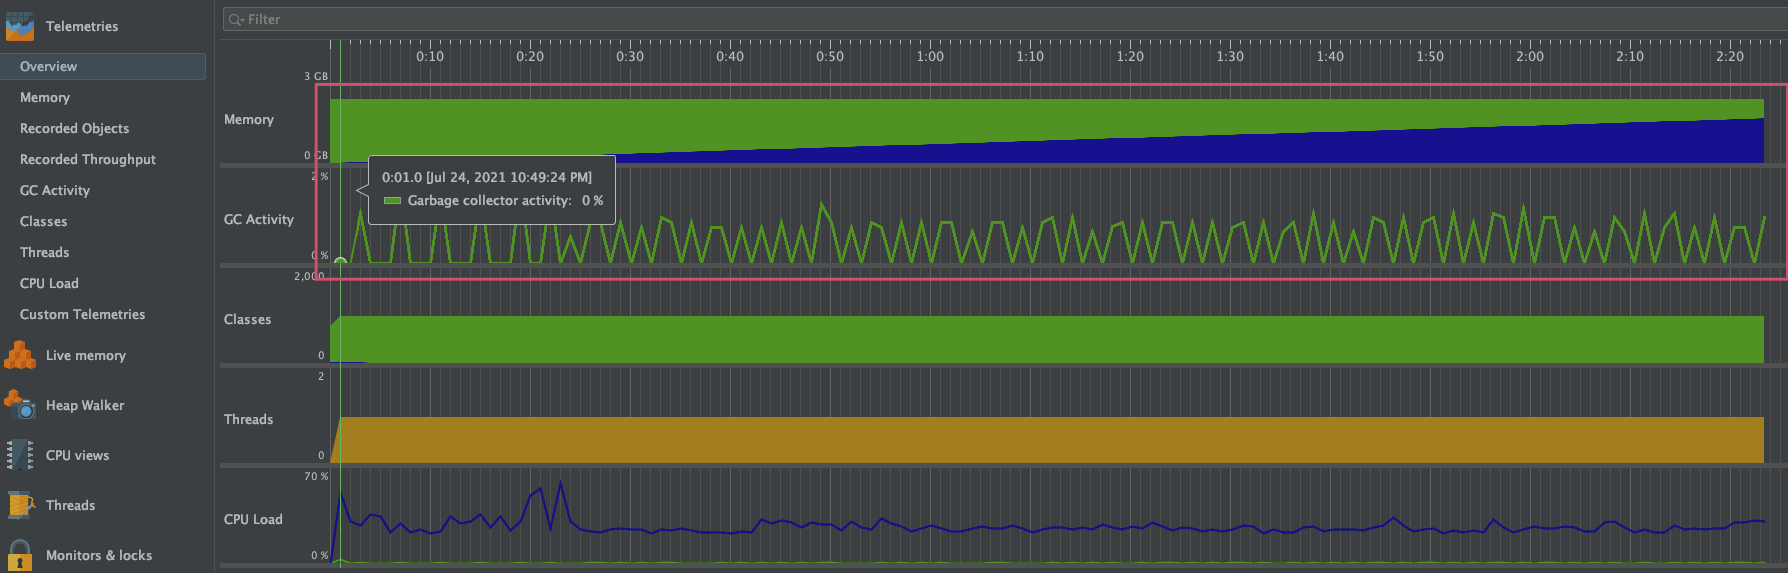 Telemetries
Overview
Memory
Recorded Objects
Recorded Throughput
GC Activity
Classes
Threads
CPU Load
Custom Telemetries
Live memory
Heap Walker
CPU views
Threads
Monitors & locks
Filter
0:10 0:20 0:30 0:40 0:50 1:00 1:10 1:20 1:30 1:40 1:50 2:00 2:10 2:20
3 GB
Memory
0 GB
2 %
0:01.0 [Jul 24, 2021 10:49:24 PM]
Garbage collector activity: 0 %
GC Activity
0 %
2,000
Classes
0
2
Threads
0
70 %
CPU Load
0 %